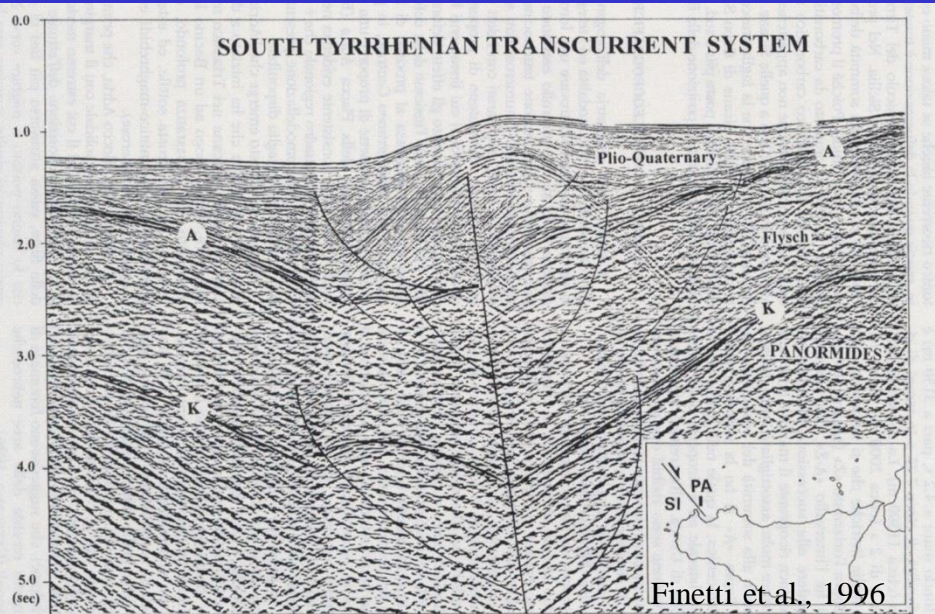 0.0
SOUTH TYRRHENIAN TRANSCURRENT SYSTEM
1.0
Plio-Quaternary
A
A
Flysch
2.0
K
PANORMIDES
3.0
K
4.0
PA
SI
5.0
(sec)
Finetti et al., 1996